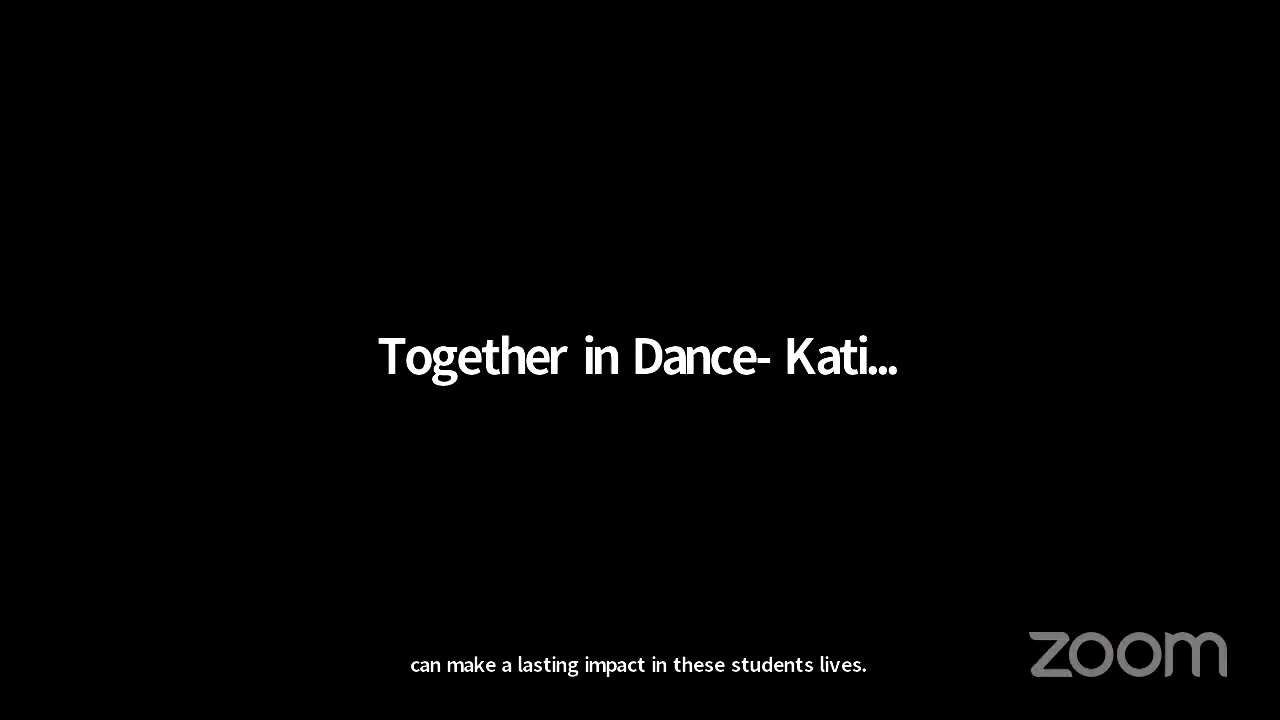 Together in Dance- Kati...
can make a lasting impact in these students lives.
zoom